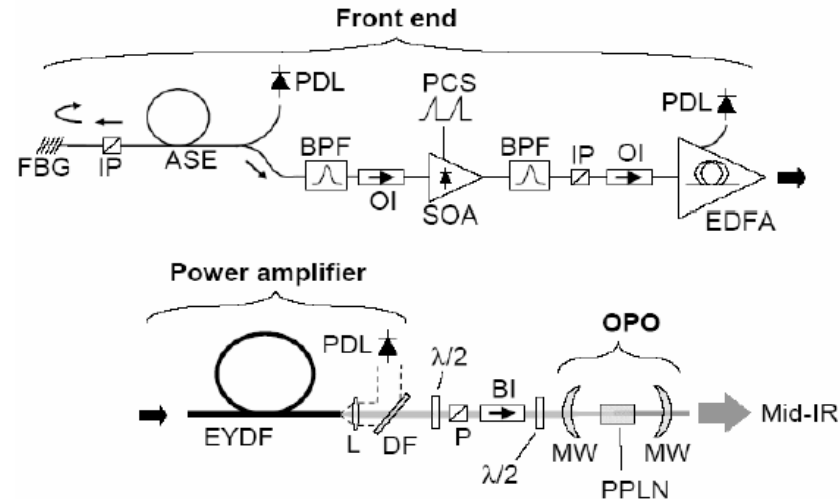 Front end
PDL
PCS
PDL
BPF
BPF
IP
OI
FBG
IP
ASE
OI
SOA
EDFA
Power amplifier
OPO
PDL
λ/2
BI
Mid-IR
EYDF
L
DF
P
λ/2
MW
MW
PPLN